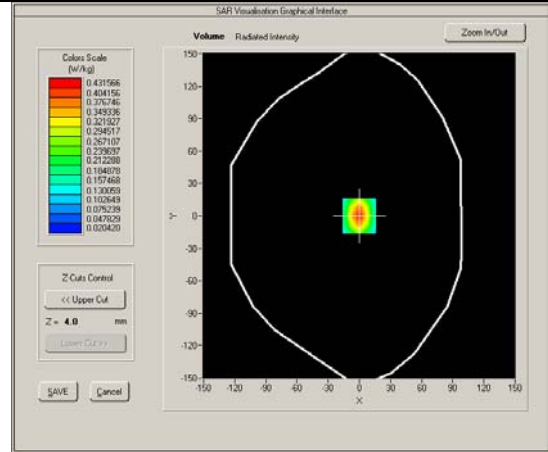 SAR Visualisation Graphical Interface
Volume Radiated Intensity
Zoom In/Out
Colors Scale
(W/kg)
0.431566
0.404156
0.376746
0.349336
0.321927
0.294517
0.267107
0.239697
0.212288
0.184878
0.157468
0.130059
0.102649
0.075239
0.047829
0.020420
Z-Cuts Control
<< Upper Cut
Z = 4.0 mm
Lower Cut >>
SAVE
Cancel
150
120
90
60
30
Y
0
-30
-60
-90
-120
-150
-150 -120 -90 -60 -30 0 30 60 90 120 150
X